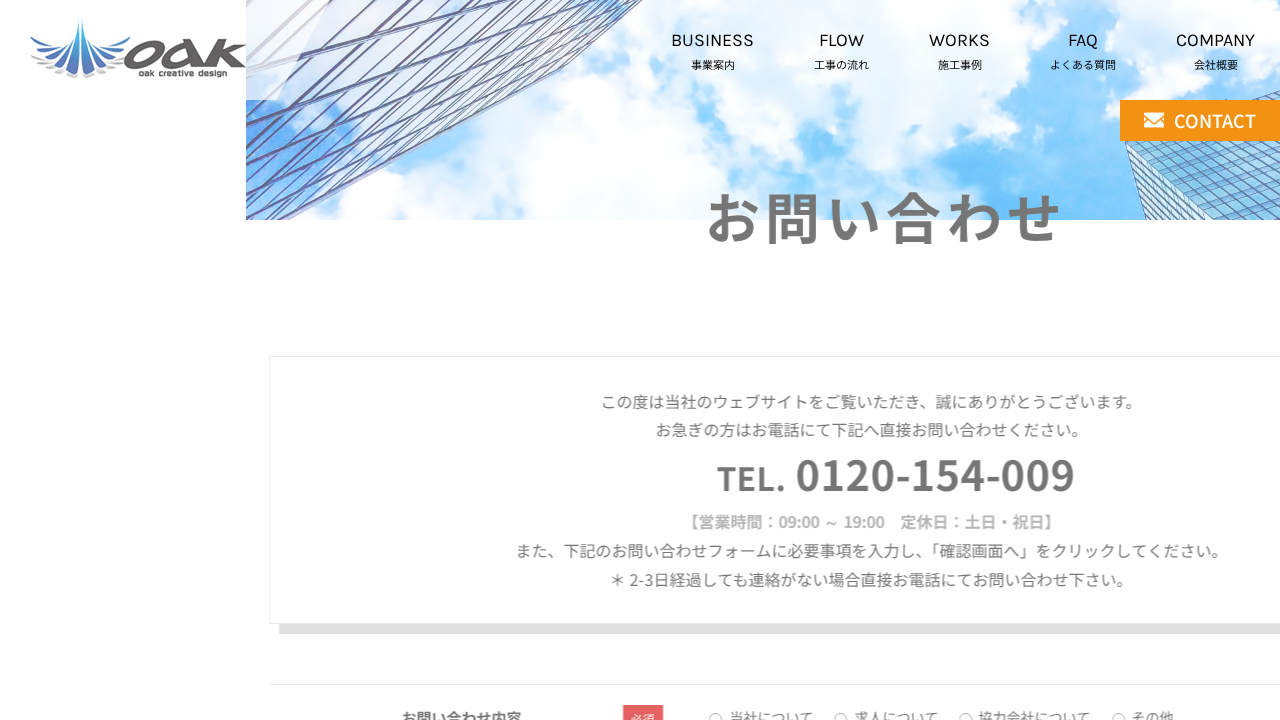 oak
oak creative design
BUSINESS
事業案内
FLOW
工事の流れ
WORKS
施工事例
FAQ
よくある質問
COMPANY
会社概要
CONTACT
お問い合わせ
この度は当社のウェブサイトをご覧いただき、誠にありがとうございます。
お急ぎの方はお電話にて下記へ直接お問い合わせください。
TEL. 0120-154-009
【営業時間：09:00 ～ 19:00　定休日：土日・祝日】
また、下記のお問い合わせフォームに必要事項を入力し、「確認画面へ」をクリックしてください。
＊ 2-3日経過しても連絡がない場合直接お電話にてお問い合わせ下さい。
お問い合わせ内容 必須 当社について 求人について 協力会社について その他